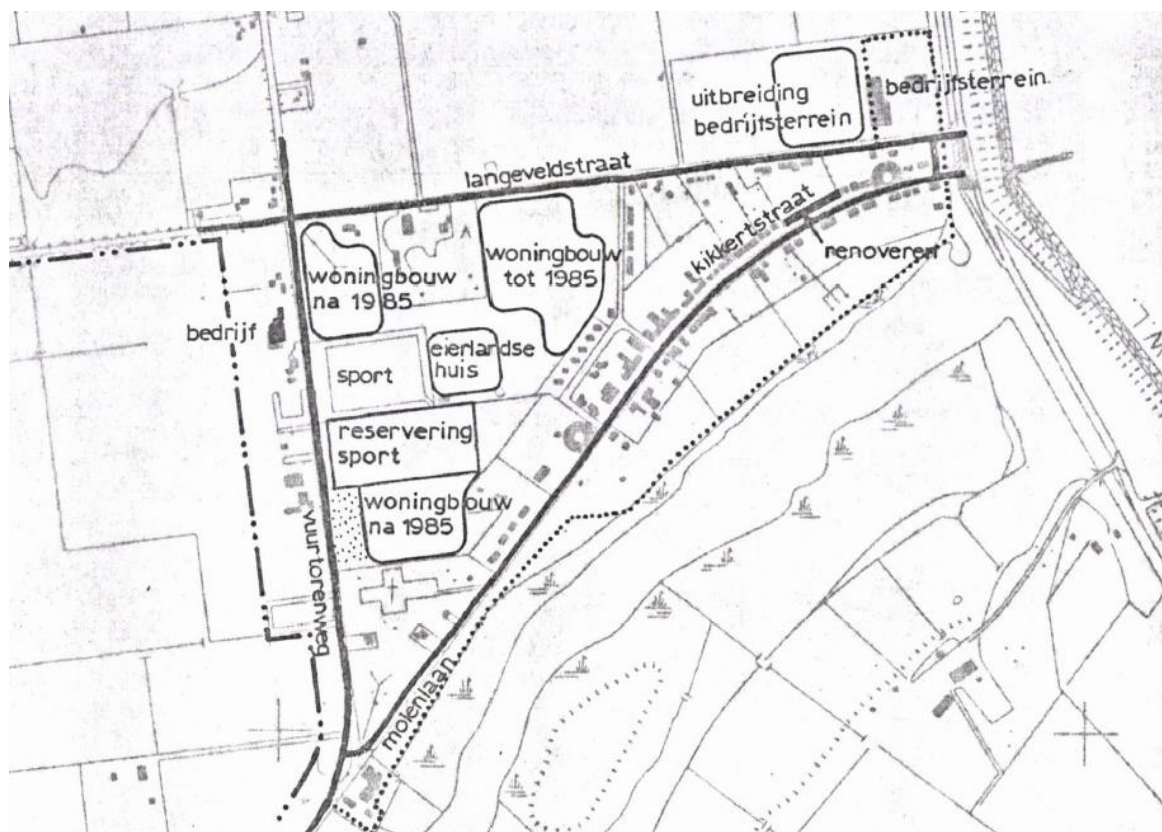 uitbreiding
bedrijfsterrein
bedrijfsterrein
langeveldstraat
kikkertstraat
renoveren
woningbouw
tot 1985
woningbouw
na 1985
bedrijf
eierlandse
huis
sport
reservering
sport
woningbouw
na 1985
vuurtorenweg
molenlaan